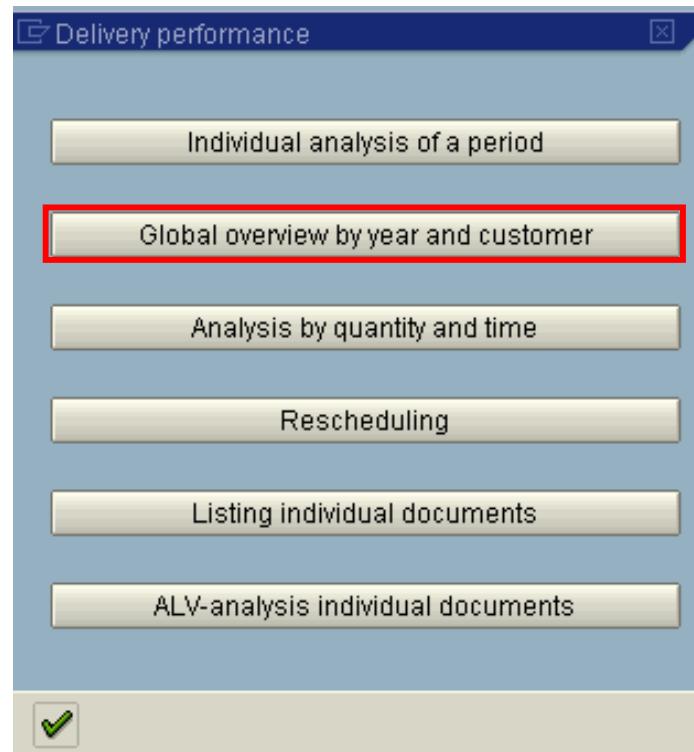 Delivery performance
Individual analysis of a period
Global overview by year and customer
Analysis by quantity and time
Rescheduling
Listing individual documents
ALV-analysis individual documents